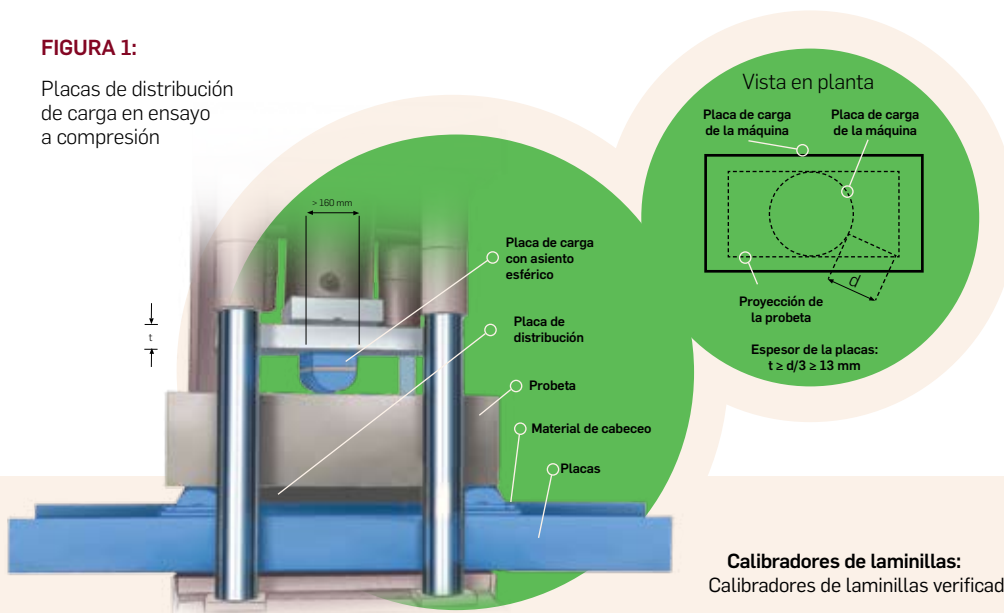 FIGURA 1:
Placas de distribución
de carga en ensayo
a compresión
> 160 mm
t
Placa de carga
con asiento
esférico
Placa de
distribución
Probeta
Material de cabeceo
Placas
Vista en planta
Placa de carga
de la máquina
Placa de carga
de la máquina
d
Proyección de
la probeta
Espesor de la placas:
t ≥ d/3 ≥ 13 mm
Calibradores de laminillas:
Calibradores de laminillas verificad